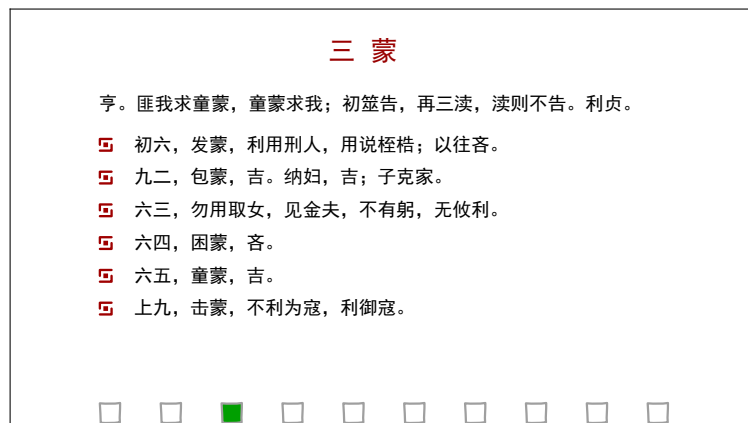 三 蒙
亨。匪我求童蒙，童蒙求我；初筮告，再三渎，渎则不告。利贞。
初六，发蒙，利用刑人，用说桎梏；以往吝。
九二，包蒙，吉。纳妇，吉；子克家。
六三，勿用取女，见金夫，不有躬，无攸利。
六四，困蒙，吝。
六五，童蒙，吉。
上九，击蒙，不利为寇，利御寇。